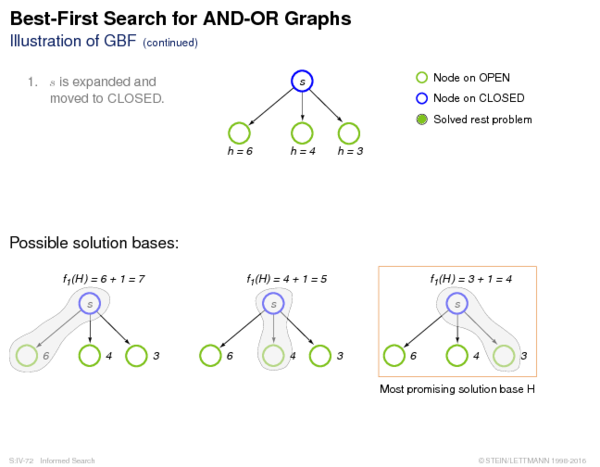 Best-First Search for AND-OR Graphs
Illustration of GBF (continued)
1. s is expanded and
moved to CLOSED.
s
h = 6
h = 4
h = 3
Node on OPEN
Node on CLOSED
Solved rest problem
Possible solution bases:
f1(H) = 6 + 1 = 7
s
6
4
3
f1(H) = 4 + 1 = 5
s
6
4
3
f1(H) = 3 + 1 = 4
s
6
4
3
Most promising solution base H
S:IV-72 Informed Search
© STEIN/LETTMANN 1998-2016